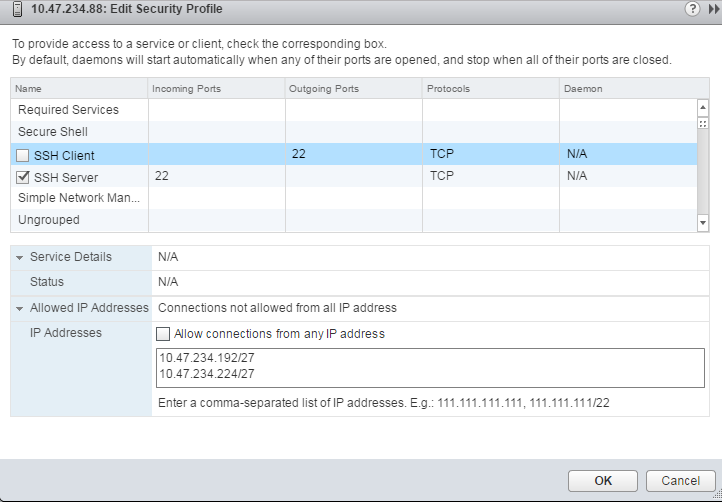 10.47.234.88: Edit Security Profile
To provide access to a service or client, check the corresponding box.
By default, daemons will start automatically when any of their ports are opened, and stop when all of their ports are closed.
Name Incoming Ports Outgoing Ports Protocols Daemon
Required Services
Secure Shell
SSH Client 22 TCP N/A
SSH Server 22 TCP N/A
Simple Network Man...
Ungrouped
Service Details N/A
Status N/A
Allowed IP Addresses Connections not allowed from all IP address
IP Addresses Allow connections from any IP address
10.47.234.192/27
10.47.234.224/27
Enter a comma-separated list of IP addresses. E.g.: 111.111.111.111, 111.111.111/22
OK Cancel